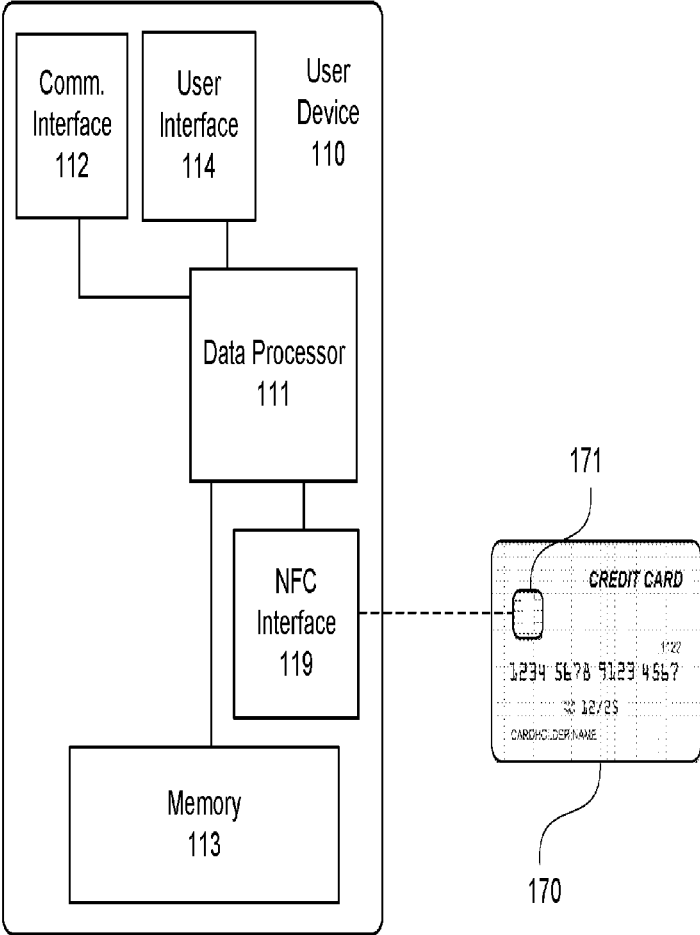 Comm.
Interface
112
User
Interface
114
User
Device
110
Data Processor
111
NFC
Interface
119
Memory
113
171
CREDIT CARD
1234 5678 9123 4567
12/25
CARDHOLDER NAME
170